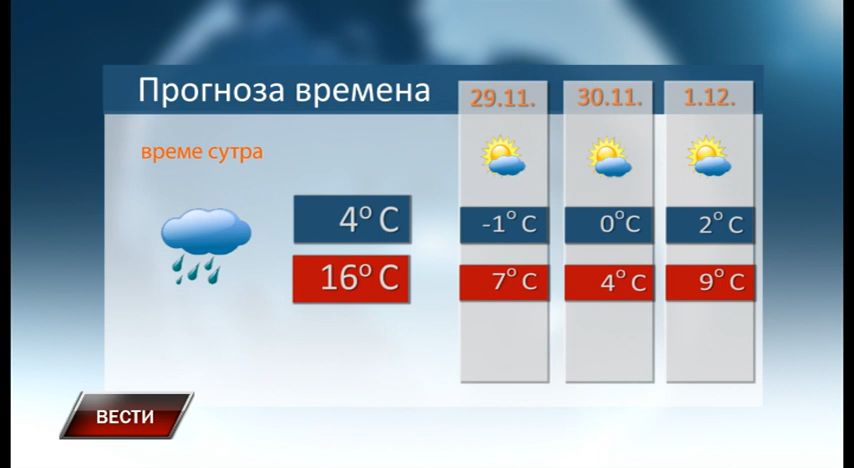 Прогноза времена
време сутра
4° C
16° C
29.11.
-1° C
7° C
30.11.
0°C
4° C
1.12.
2° C
9° C
ВЕСТИ